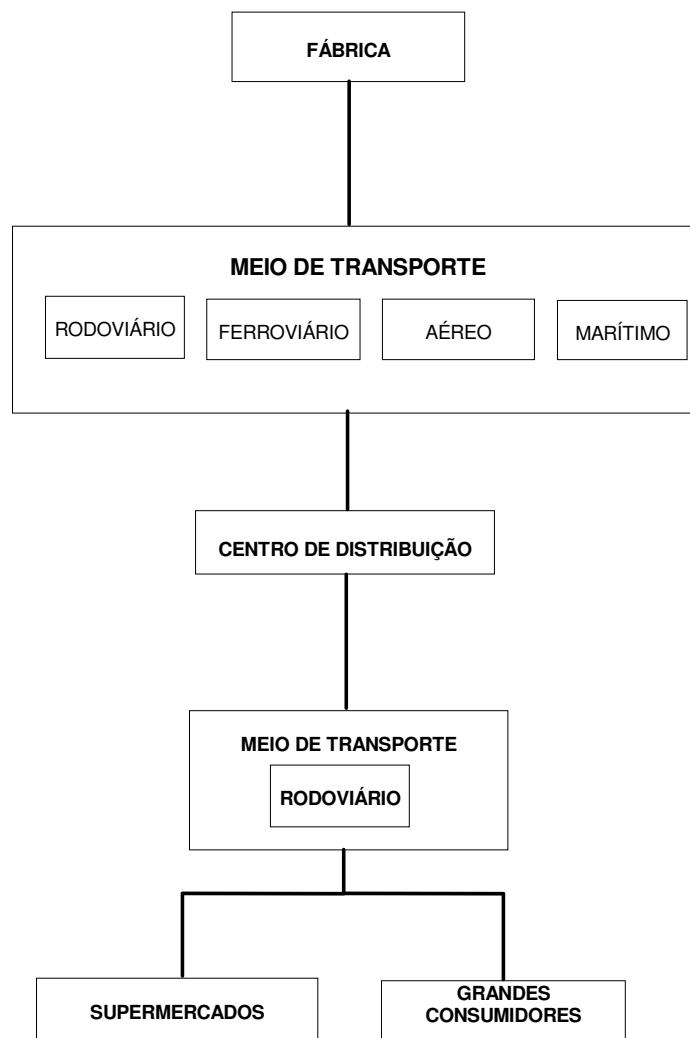 FÁBRICA
MEIO DE TRANSPORTE
RODOVIÁRIO
FERROVIÁRIO
AÉREO
MARÍTIMO
CENTRO DE DISTRIBUIÇÃO
MEIO DE TRANSPORTE
RODOVIÁRIO
SUPERMERCADOS
GRANDES
CONSUMIDORES